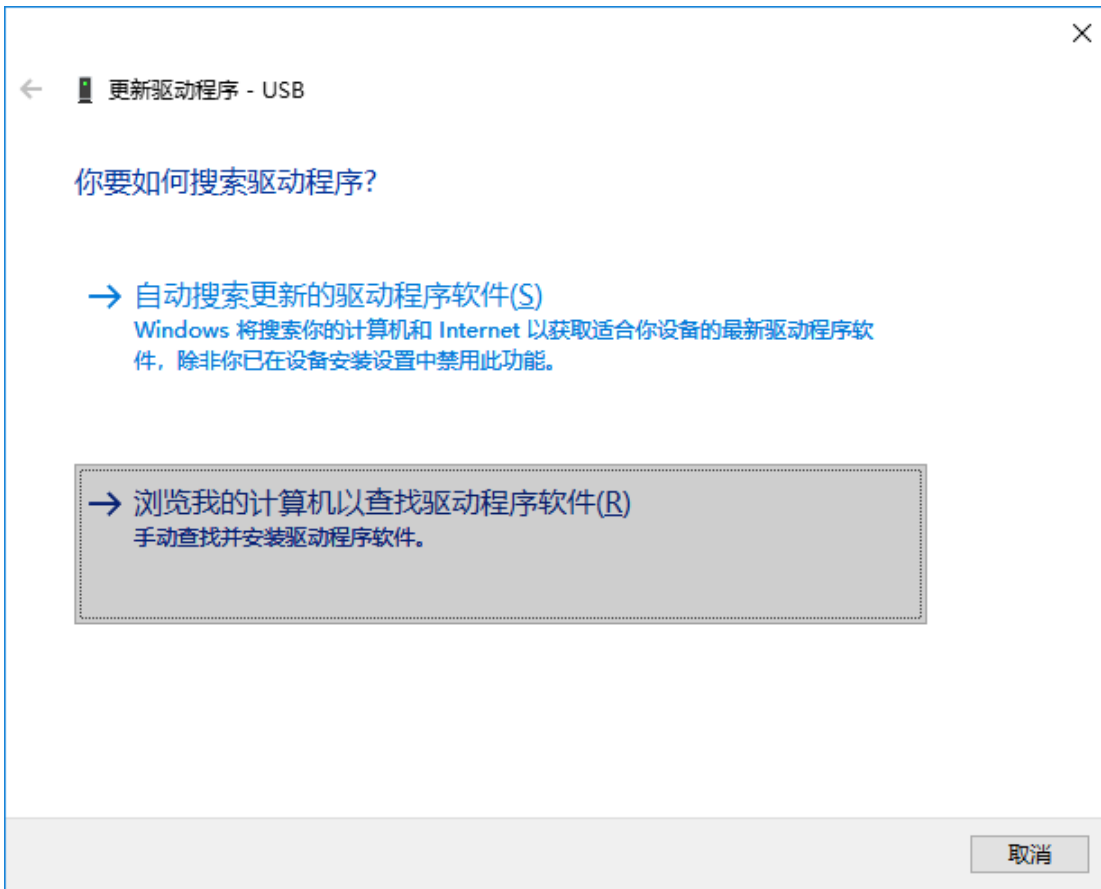 更新驱动程序 - USB
你要如何搜索驱动程序?
自动搜索更新的驱动程序软件(S)
Windows 将搜索你的计算机和 Internet 以获取适合你设备的最新驱动程序软
件，除非你已在设备安装设置中禁用此功能。
浏览我的计算机以查找驱动程序软件(R)
手动查找并安装驱动程序软件。
取消